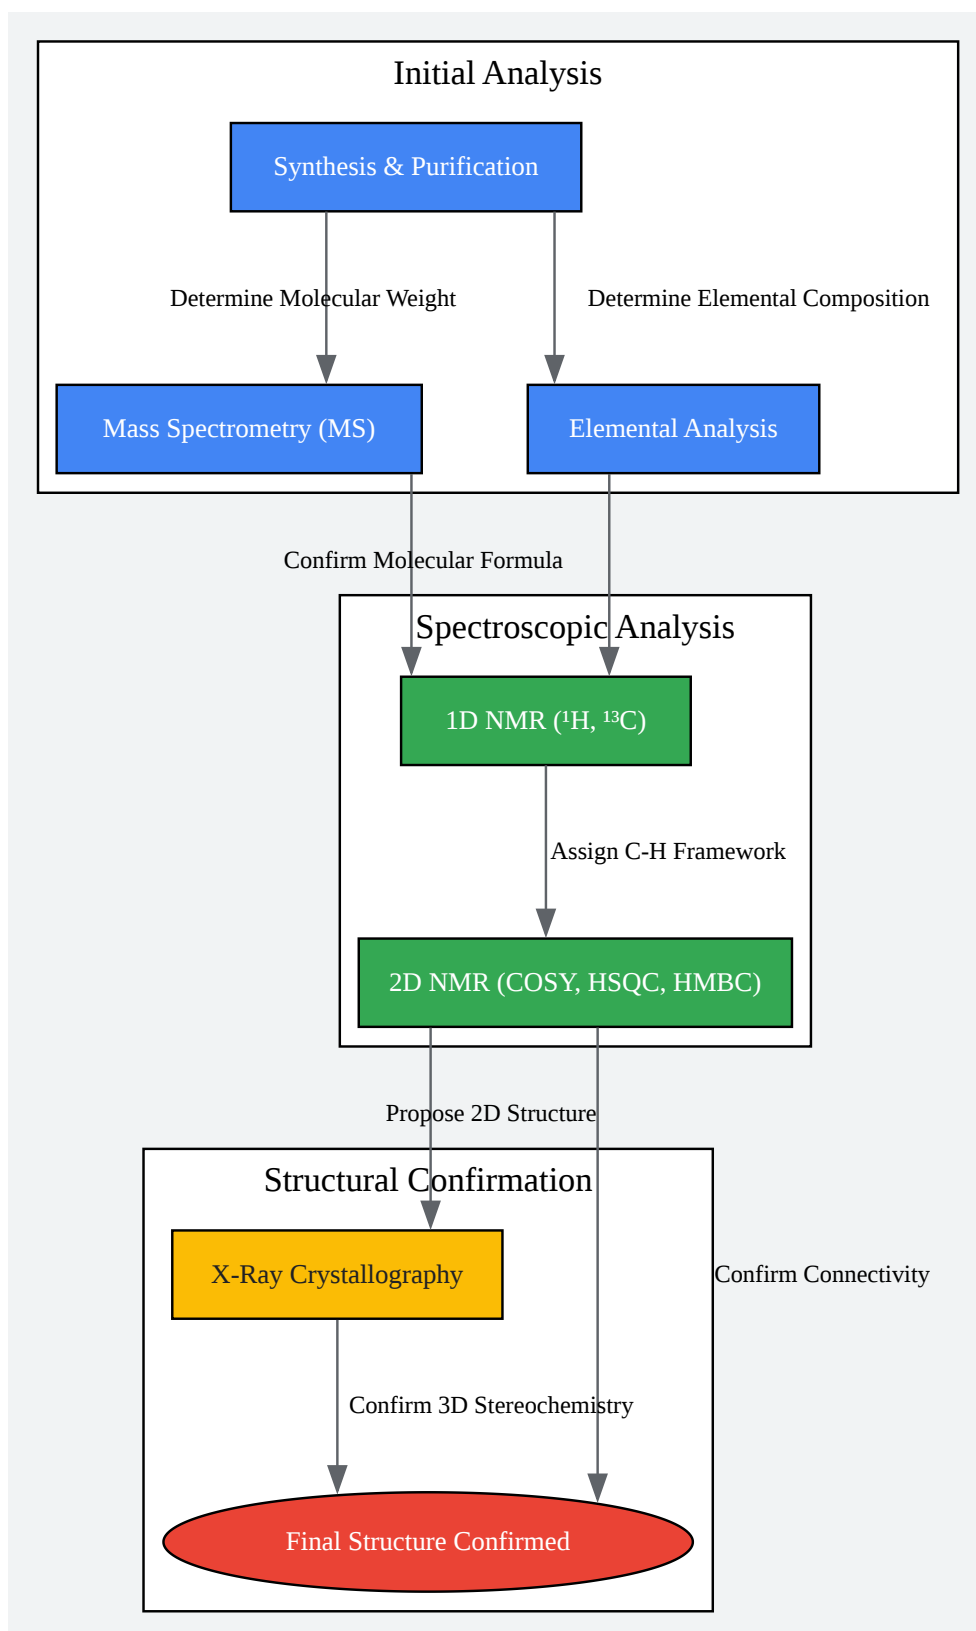 Initial Analysis
Synthesis & Purification
Determine Molecular Weight
Determine Elemental Composition
Mass Spectrometry (MS)
Elemental Analysis
Confirm Molecular Formula
Spectroscopic Analysis
1D NMR (¹H, ¹³C)
Assign C-H Framework
2D NMR (COSY, HSQC, HMBC)
Propose 2D Structure
Structural Confirmation
X-Ray Crystallography
Confirm Connectivity
Confirm 3D Stereochemistry
Final Structure Confirmed